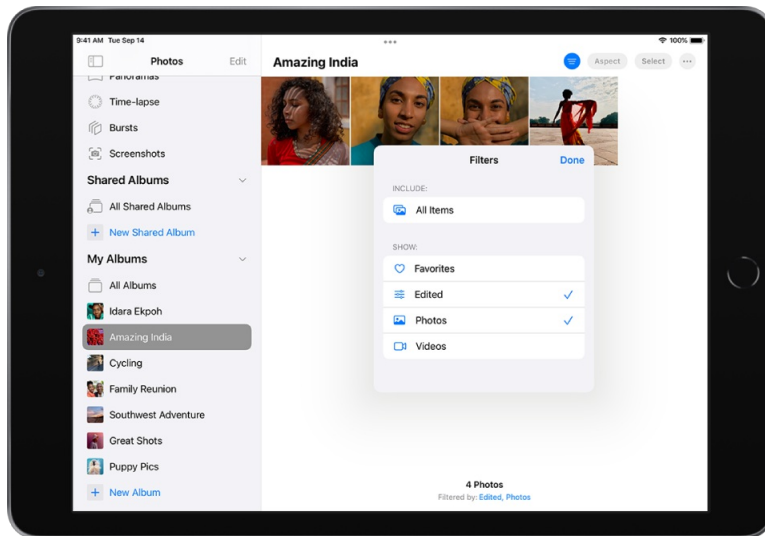 9:41 AM Tue Sep 14
100%
Photos
Edit
Panoramas
Time-lapse
Bursts
Screenshots
Shared Albums
All Shared Albums
New Shared Album
My Albums
All Albums
Idara Ekpoh
Amazing India
Cycling
Family Reunion
Southwest Adventure
Great Shots
Puppy Pics
New Album
Amazing India
Aspect
Select
Filters
Done
INCLUDE:
All Items
SHOW:
Favorites
Edited
Photos
Videos
4 Photos
Filtered by: Edited, Photos